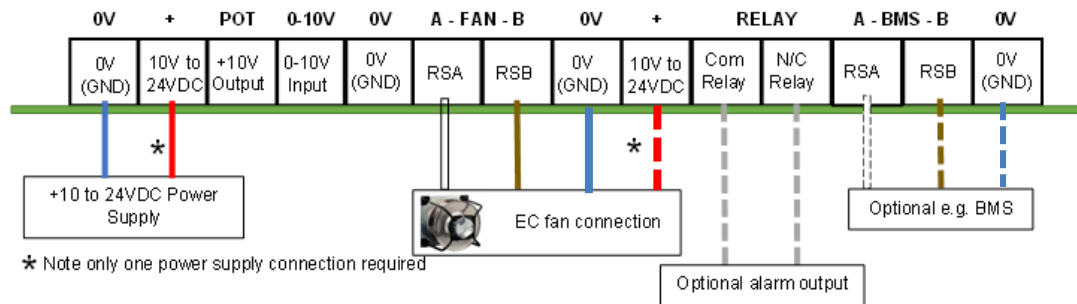 0V + POT 0-10V 0V A - FAN - B 0V + RELAY A - BMS - B 0V
0V (GND)
10V to 24VDC
+10V Output
0-10V Input
0V (GND)
RSA
RSB
0V (GND)
10V to 24VDC
Com Relay
N/C Relay
RSA
RSB
0V (GND)
*
*
+10 to 24VDC Power
Supply
EC fan connection
Optional e.g. BMS
* Note only one power supply connection required
Optional alarm output